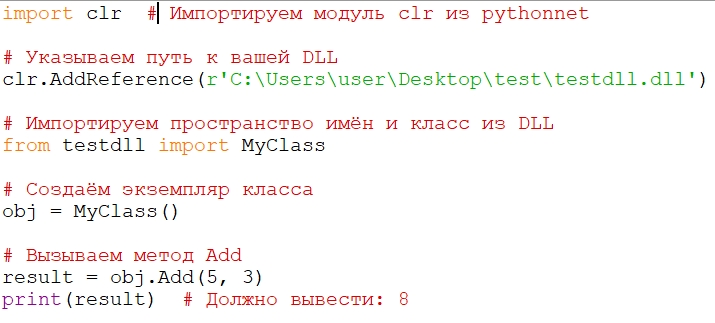 import clr  # Импортируем модуль clr из pythonnet
# Указываем путь к вашей DLL
clr.AddReference(r'C:\Users\user\Desktop\test\testdll.dll')
# Импортируем пространство имён и класс из DLL
from testdll import MyClass
# Создаём экземпляр класса
obj = MyClass()
# Вызываем метод Add
result = obj.Add(5, 3)
print(result)  # Должно вывести: 8